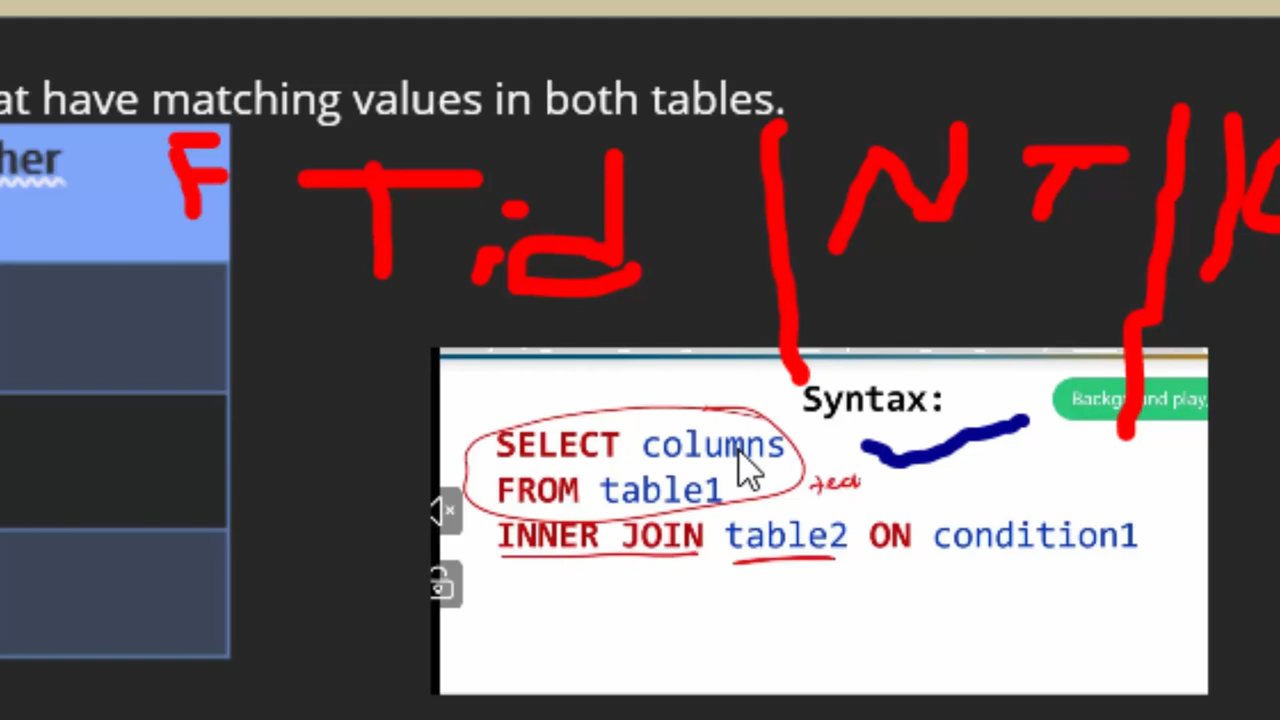 at have matching values in both tables.
her F
T id | N T |
Syntax:
Background play,
SELECT columns
FROM table1
INNER JOIN table2 ON condition1